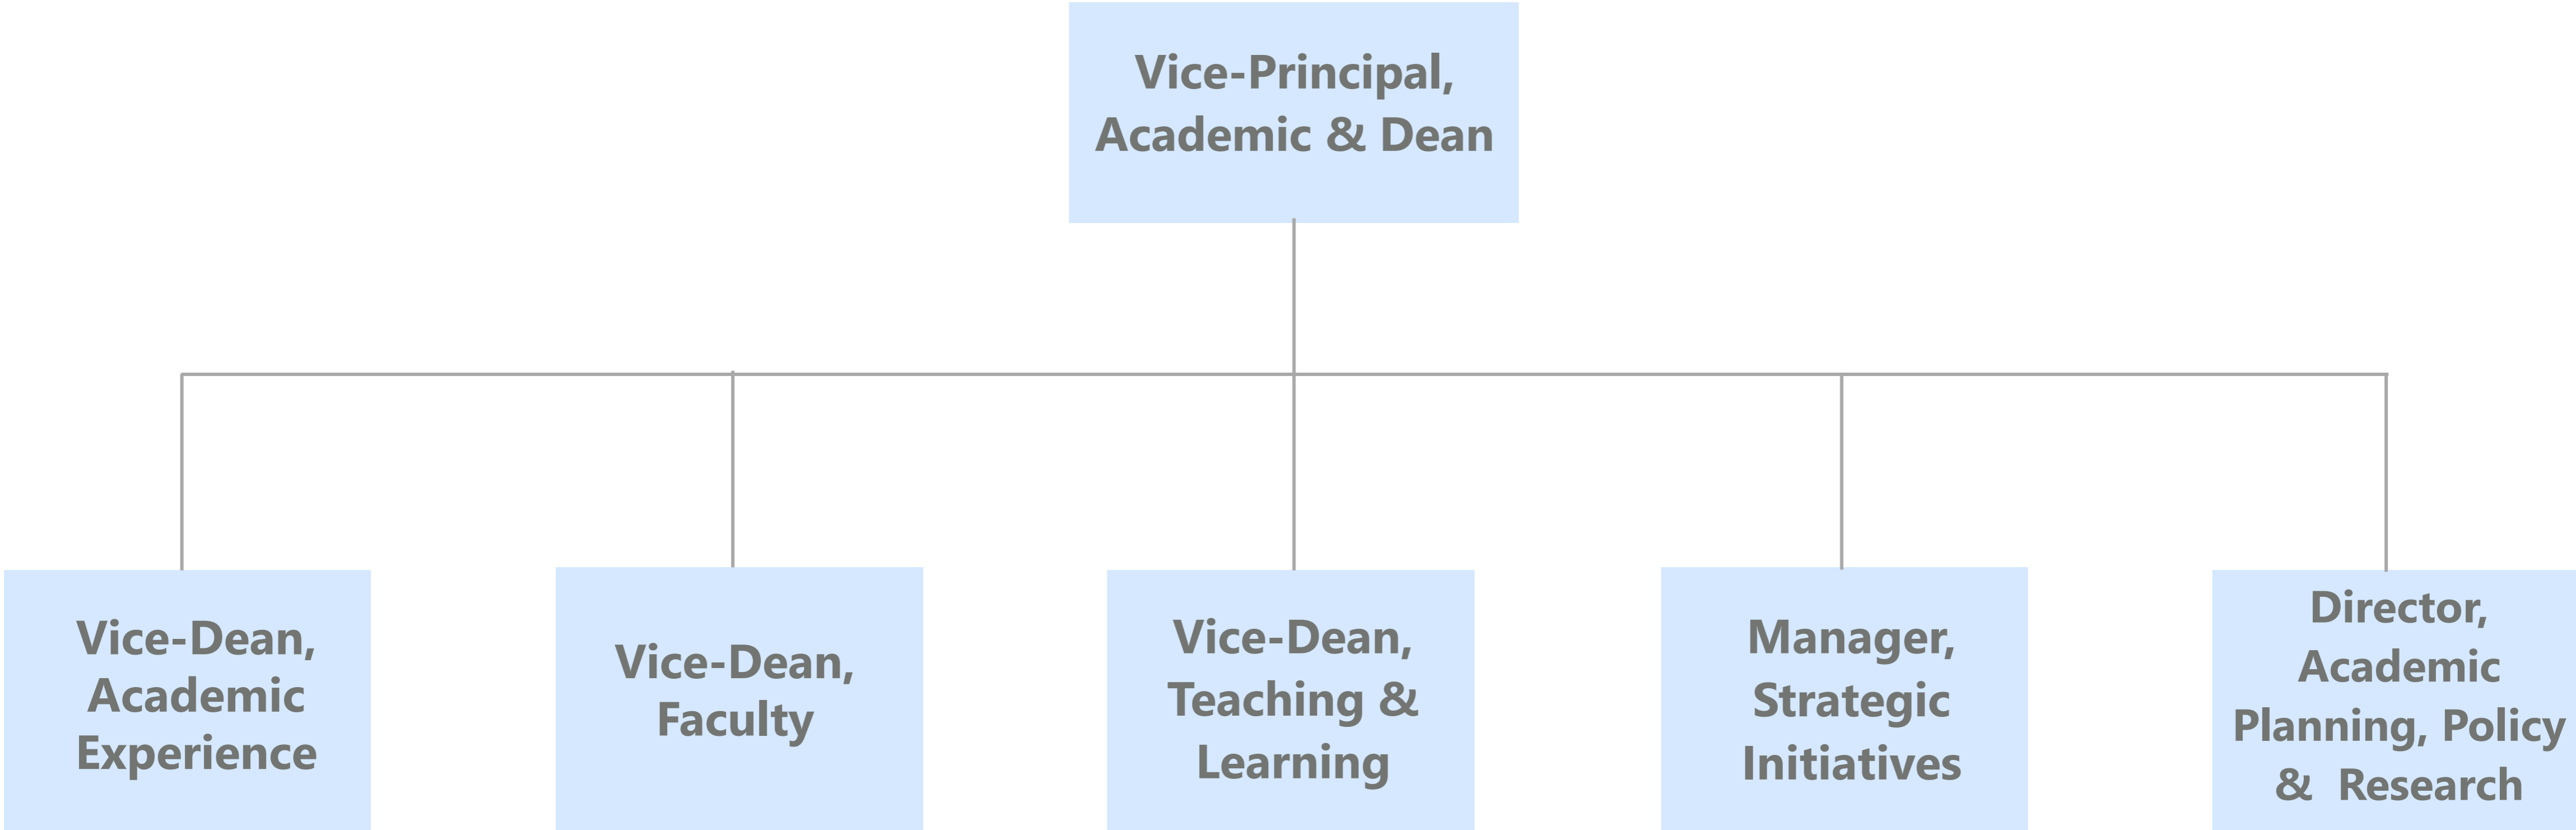 Vice-Principal,
Academic & Dean
Vice-Dean,
Academic
Experience
Vice-Dean,
Faculty
Vice-Dean,
Teaching &
Learning
Manager,
Strategic
Initiatives
Director,
Academic
Planning, Policy
& Research